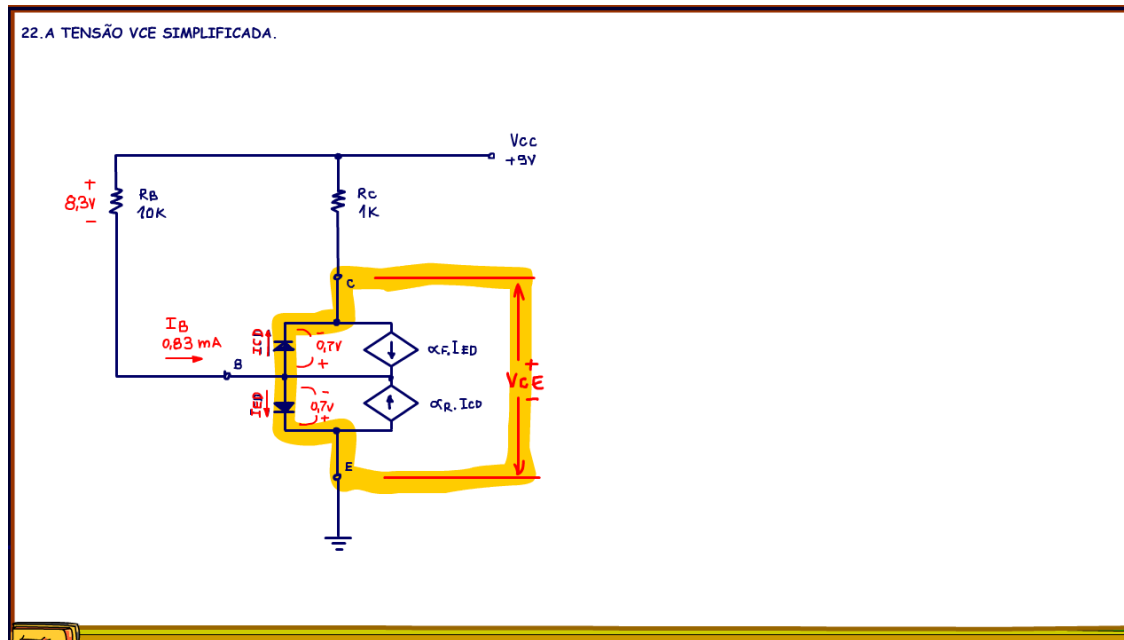 22.A TENSÃO VCE SIMPLIFICADA.
VCC
+9V
+
8,3V
-
RB
10K
RC
1K
C
IB
0,83 mA
B
ICD
-
0,7V
+
αF.IED
IED
-
0,7V
+
αR.ICD
+
VCE
-
E